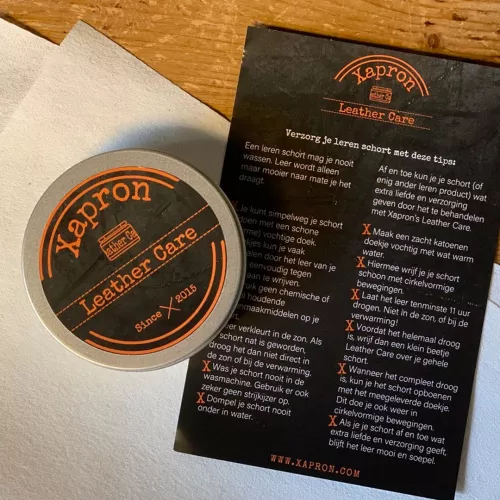 Xapron
Leather Co
Leather Care
Since X 2015
Xapron
Leather Co
Leather Care
Verzorg je leren schort met deze tips:
Een leren schort mag je nooit
wassen. Leer wordt alleen
maar mooier naar mate je het
draagt.
Je kunt simpelweg je schort
met een schone
vochtige doek.
kun je vaak
door het leer van je
eenvoudig tegen
te wrijven.
geen chemische of
houdende
op je
verkleurt in de zon. Als
schort nat is geworden,
droog het dan niet direct in
de zon of bij de verwarming.
X Was je schort nooit in de
wasmachine. Gebruik er ook
zeker geen strijkijzer op.
X Dompel je schort nooit
onder in water.
Af en toe kun je je schort (of
enig ander leren product) wat
extra liefde en verzorging
geven door het te behandelen
met Xapron's Leather Care.
X Maak een zacht katoenen
doekje vochtig met wat warm
water.
X Hiermee wrijf je je schort
schoon met cirkelvormige
bewegingen.
X Laat het leer tenminste 11 uur
drogen. Niet in de zon, of bij de
verwarming!
X Voordat het helemaal droog
is, wrijf dan een klein beetje
Leather Care over je gehele
schort.
X Wanneer het compleet droog
is, kun je het schort opboenen
met het meegeleverde doekje.
Dit doe je ook weer in
cirkelvormige bewegingen.
X Als je je schort af en toe wat
extra liefde en verzorging geeft,
blijft het leer mooi en soepel.
WWW.XAPRON.COM